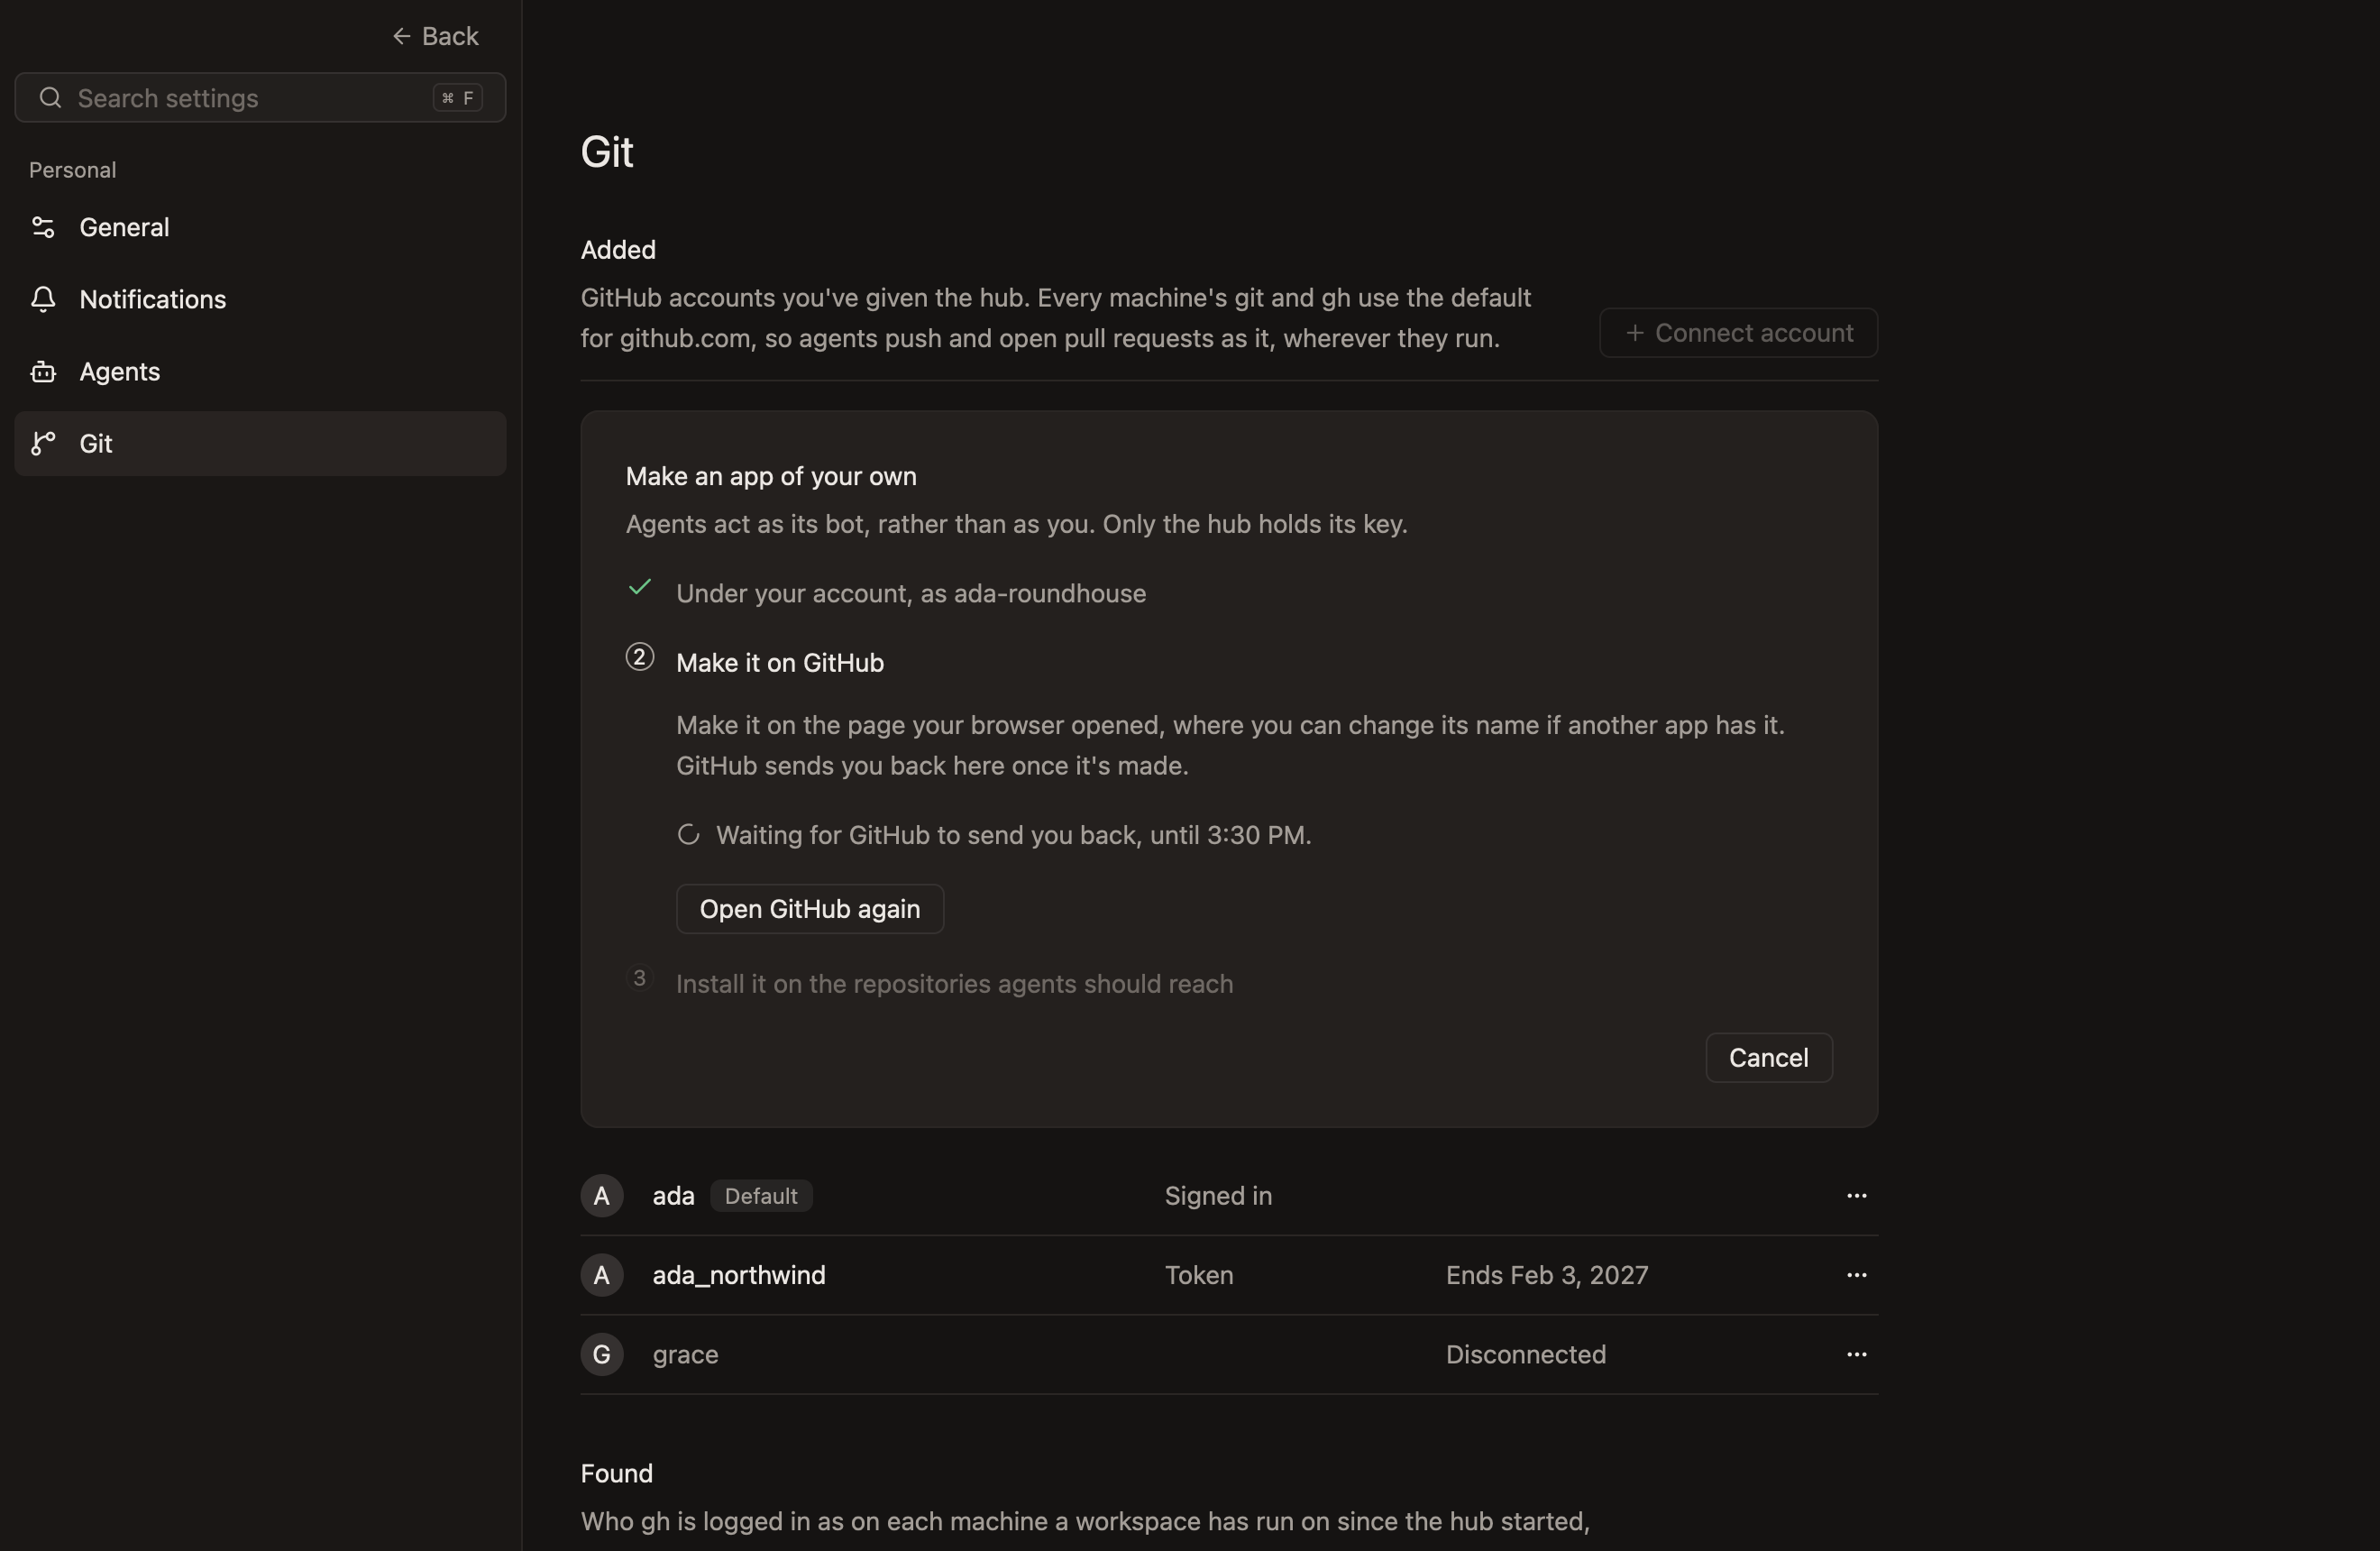 ← Back
Search settings ⌘ F
Personal
General
Notifications
Agents
Git
Git
Added
GitHub accounts you've given the hub. Every machine's git and gh use the default
for github.com, so agents push and open pull requests as it, wherever they run.
+ Connect account
Make an app of your own
Agents act as its bot, rather than as you. Only the hub holds its key.
Under your account, as ada-roundhouse
2 Make it on GitHub
Make it on the page your browser opened, where you can change its name if another app has it.
GitHub sends you back here once it's made.
Waiting for GitHub to send you back, until 3:30 PM.
Open GitHub again
3 Install it on the repositories agents should reach
Cancel
A ada Default Signed in
A ada_northwind Token Ends Feb 3, 2027
G grace Disconnected
Found
Who gh is logged in as on each machine a workspace has run on since the hub started,